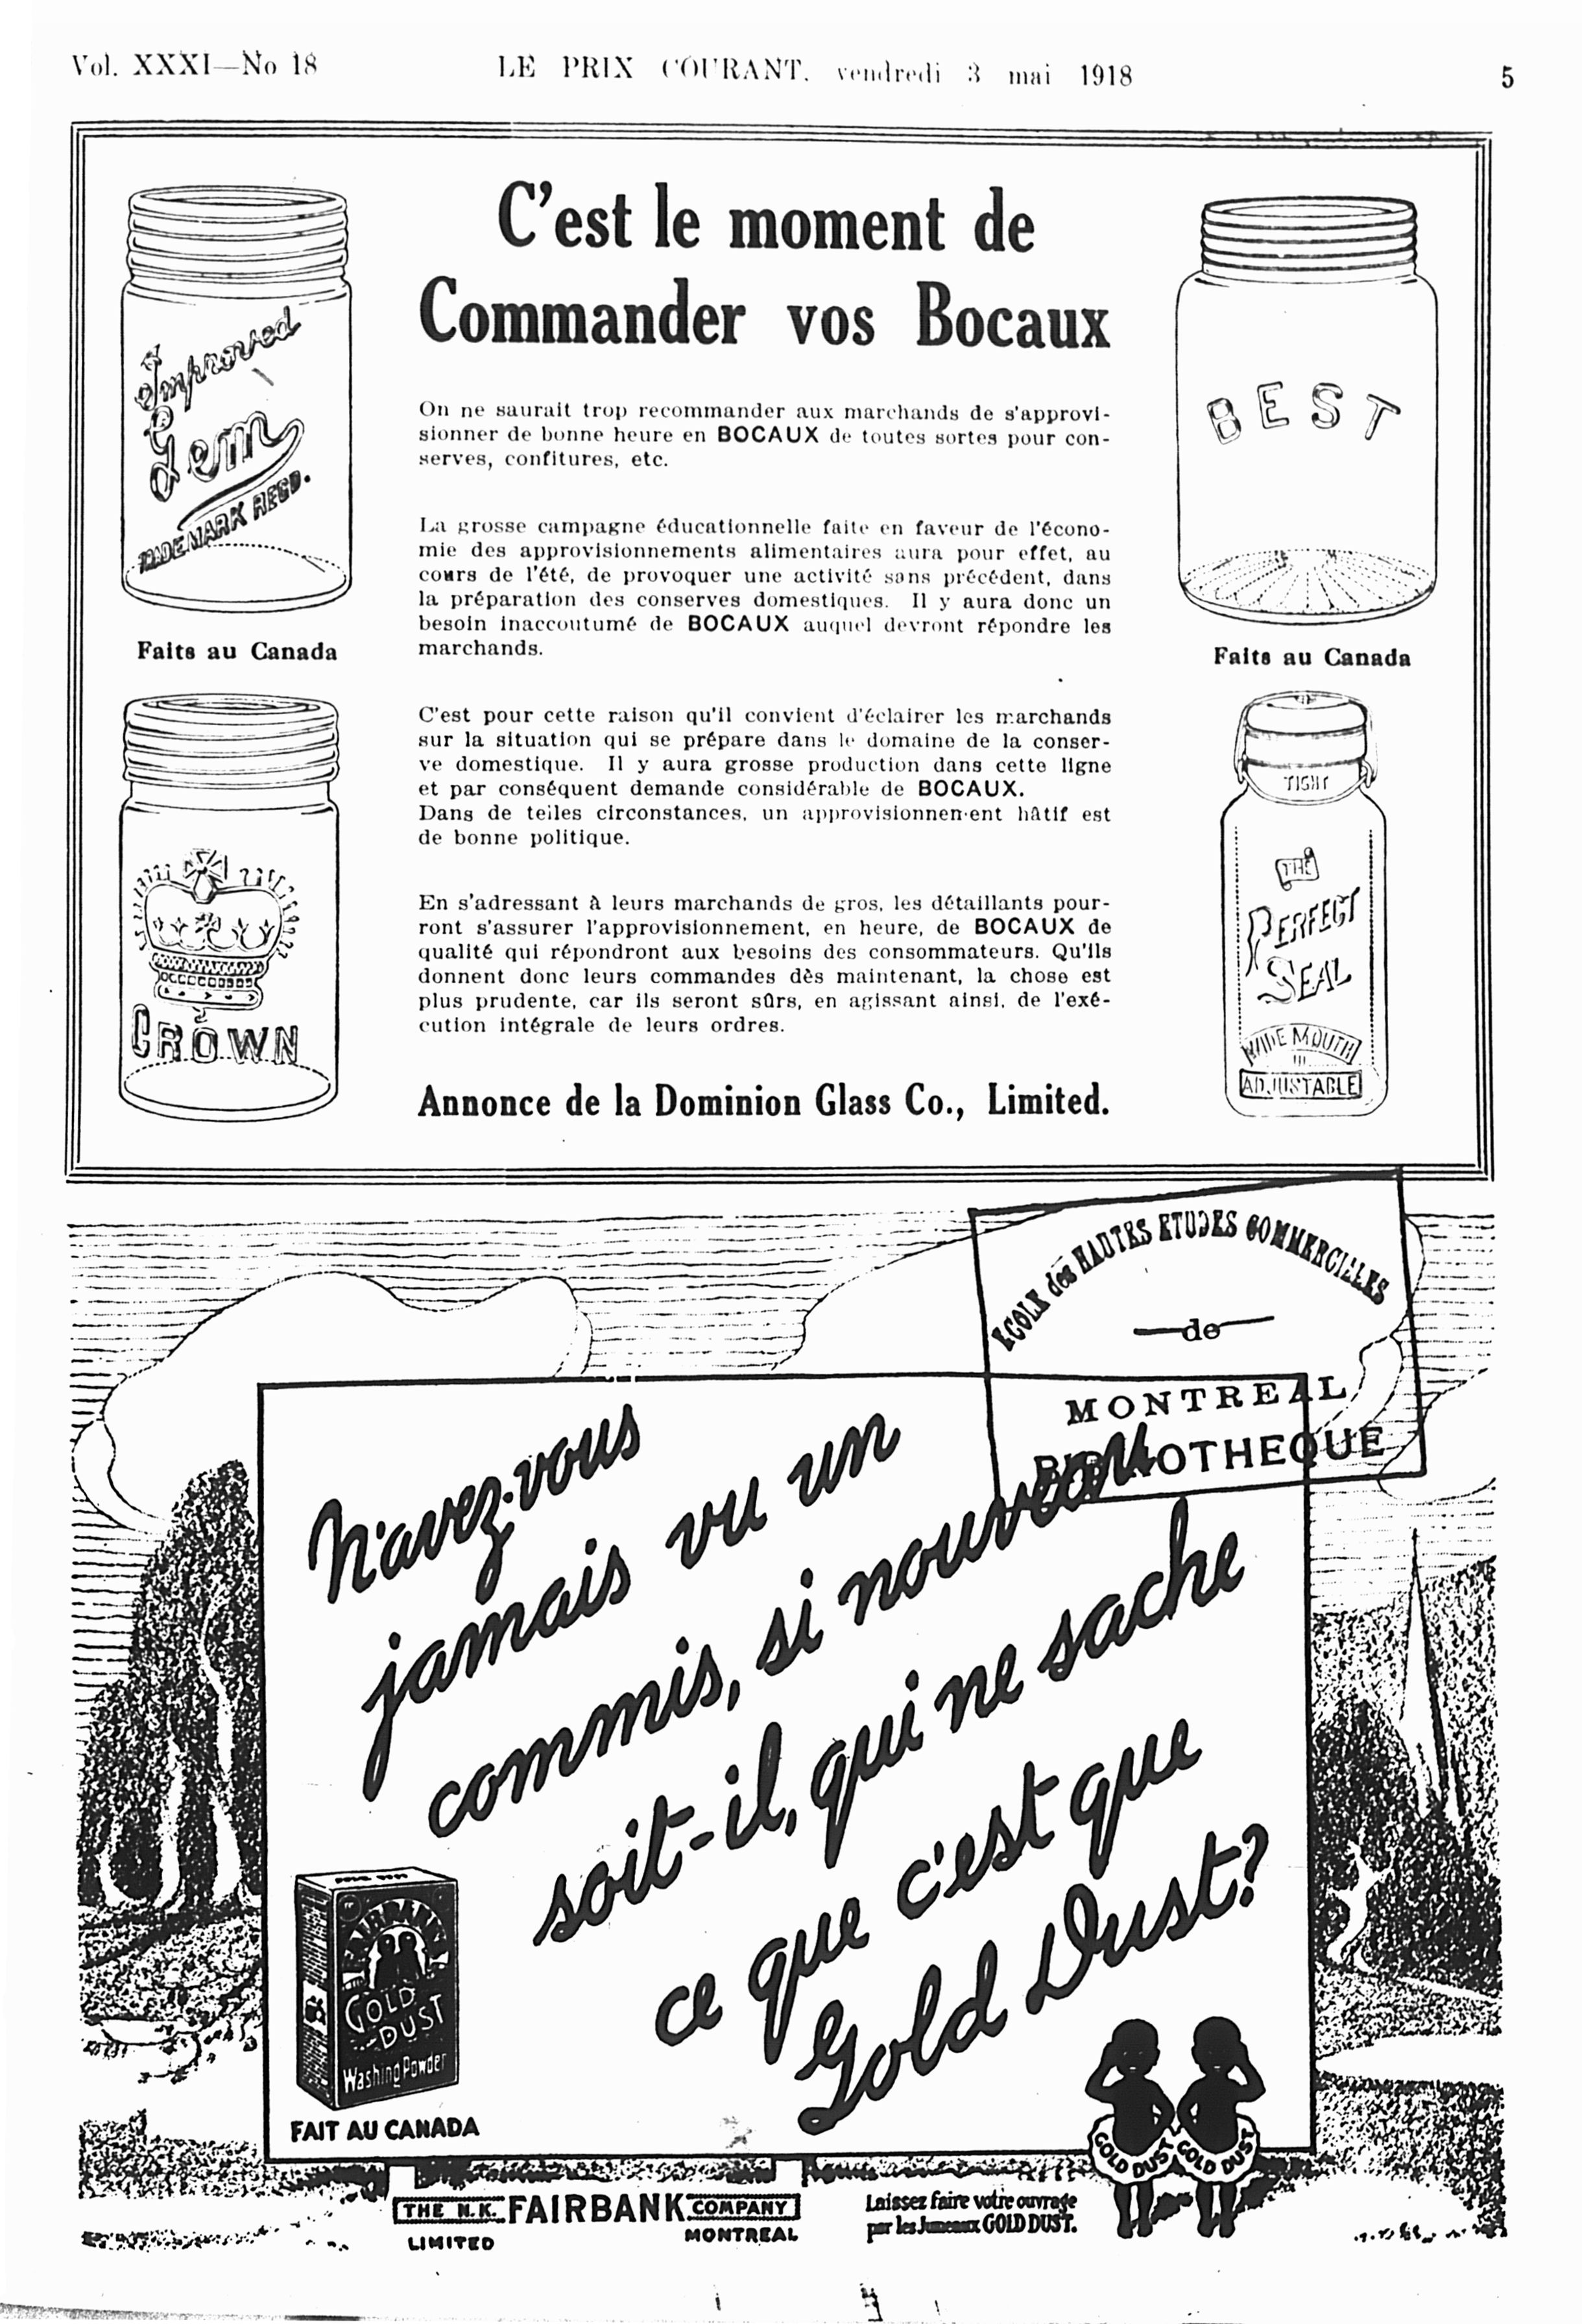 Vol. XXXI—No 18
LE PRIX COURANT, vendredi 3 mai 1918
5
C'est le moment de
Commander vos Bocaux
Improved
Gem
TRADE MARK REGD.
Faits au Canada
CROWN
BEST
Faits au Canada
TIGHT
THE
PERFECT
SEAL
WIDE MOUTH
ADJUSTABLE
On ne saurait trop recommander aux marchands de s'approvi-
sionner de bonne heure en BOCAUX de toutes sortes pour con-
serves, confitures, etc.
La grosse campagne éducationnelle faite en faveur de l'écono-
mie des approvisionnements alimentaires aura pour effet, au
cours de l'été, de provoquer une activité sans précédent, dans
la préparation des conserves domestiques. Il y aura donc un
besoin inaccoutumé de BOCAUX auquel devront répondre les
marchands.
C'est pour cette raison qu'il convient d'éclairer les marchands
sur la situation qui se prépare dans le domaine de la conser-
ve domestique. Il y aura grosse production dans cette ligne
et par conséquent demande considérable de BOCAUX.
Dans de telles circonstances, un approvisionnement hâtif est
de bonne politique.
En s'adressant à leurs marchands de gros, les détaillants pour-
ront s'assurer l'approvisionnement, en heure, de BOCAUX de
qualité qui répondront aux besoins des consommateurs. Qu'ils
donnent donc leurs commandes dès maintenant, la chose est
plus prudente, car ils seront sûrs, en agissant ainsi, de l'exé-
cution intégrale de leurs ordres.
Annonce de la Dominion Glass Co., Limited.
ECOLE des HAUTES ETUDES COMMERCIALES
—de—
MONTREAL
BIBLIOTHEQUE
N'avez-vous
jamais vu un
commis, si nouveau
soit-il, qui ne sache
ce que c'est que
Gold Dust?
FAIRBANK'S
GOLD
DUST
Washing Powder
FAIT AU CANADA
GOLD DUST GOLD DUST
THE N.K. FAIRBANK COMPANY
LIMITED MONTREAL
Laissez faire votre ouvrage
par les Jumeaux GOLD DUST.